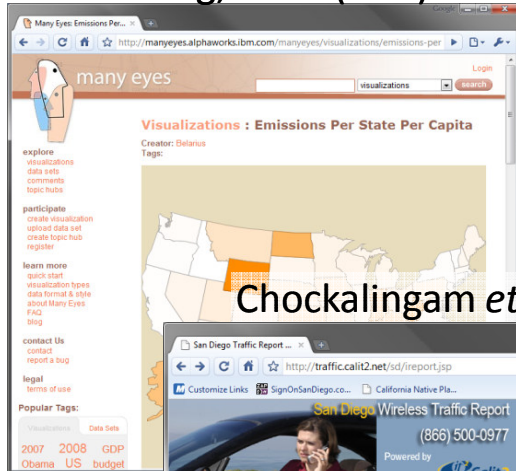 Google
Many Eyes: Emissions Per...
http://manyeyes.alphaworks.ibm.com/manyeyes/visualizations/emissions-per
many eyes
Login
visualizations
search
Visualizations : Emissions Per State Per Capita
Creator: Belarius
Tags:
explore
visualizations
data sets
comments
topic hubs
participate
create visualization
upload data set
create topic hub
register
learn more
quick start
visualization types
data format & style
about Many Eyes
FAQ
blog
contact Us
contact
report a bug
legal
terms of use
Popular Tags:
Visualizations Data Sets
2007 2008 GDP
Obama US budget
Chockalingam et
San Diego Traffic Report ...
http://traffic.calit2.net/sd/ireport.jsp
Customize Links SignOnSanDiego.co... California Native Pla...
San Diego Wireless Traffic Report
(866) 500-0977
Powered by